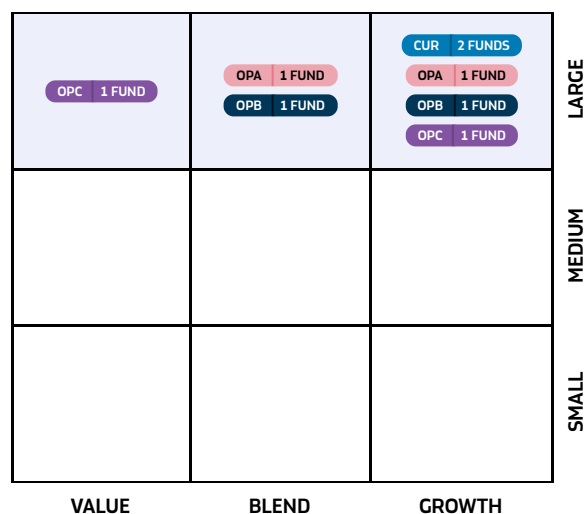 CUR 2 FUNDS
OPA 1 FUND
OPA 1 FUND
OPC 1 FUND
OPB 1 FUND
OPB 1 FUND
OPC 1 FUND
LARGE
MEDIUM
SMALL
VALUE BLEND GROWTH